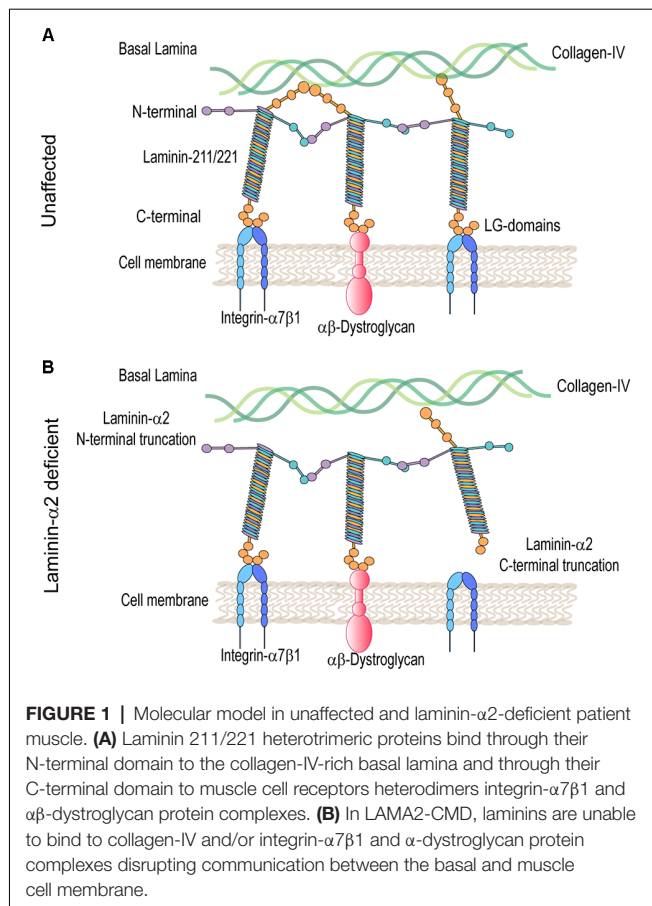 A
Basal Lamina
Collagen-IV
N-terminal
Laminin-211/221
C-terminal
LG-domains
Cell membrane
Integrin-α7β1
αβ-Dystroglycan
Unaffected
B
Basal Lamina
Collagen-IV
Laminin-α2
N-terminal truncation
Laminin-α2
C-terminal truncation
Cell membrane
Integrin-α7β1
αβ-Dystroglycan
Laminin-α2 deficient
FIGURE 1 | Molecular model in unaffected and laminin-α2-deficient patient
muscle. (A) Laminin 211/221 heterotrimeric proteins bind through their
N-terminal domain to the collagen-IV-rich basal lamina and through their
C-terminal domain to muscle cell receptors heterodimers integrin-α7β1 and
αβ-dystroglycan protein complexes. (B) In LAMA2-CMD, laminins are unable
to bind to collagen-IV and/or integrin-α7β1 and α-dystroglycan protein
complexes disrupting communication between the basal and muscle
cell membrane.